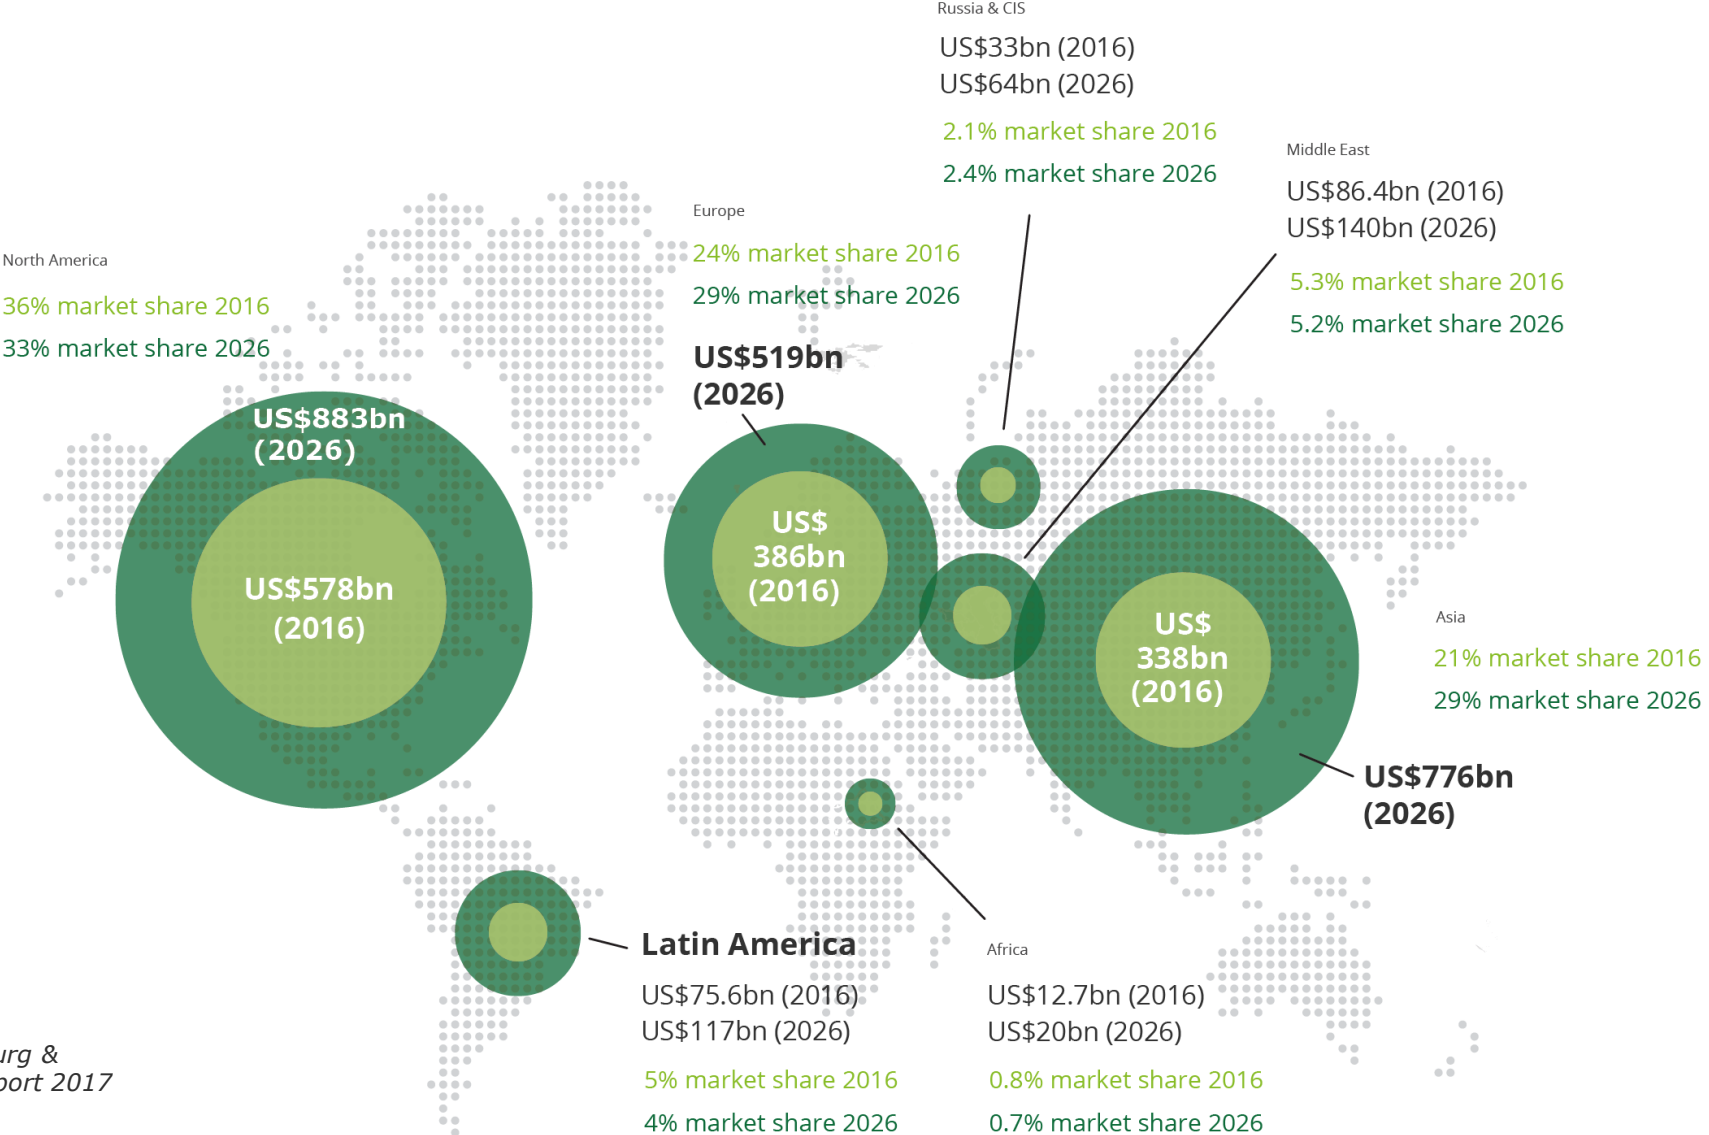 Russia & CIS
US$33bn (2016)
US$64bn (2026)
2.1% market share 2016
2.4% market share 2026
Middle East
US$86.4bn (2016)
US$140bn (2026)
5.3% market share 2016
5.2% market share 2026
Europe
24% market share 2016
29% market share 2026
US$519bn
(2026)
US$
386bn
(2016)
North America
36% market share 2016
33% market share 2026
US$883bn
(2026)
US$578bn
(2016)
US$
338bn
(2016)
Asia
21% market share 2016
29% market share 2026
US$776bn
(2026)
Latin America
US$75.6bn (2016)
US$117bn (2026)
5% market share 2016
4% market share 2026
Africa
US$12.7bn (2016)
US$20bn (2026)
0.8% market share 2016
0.7% market share 2026
&
2017